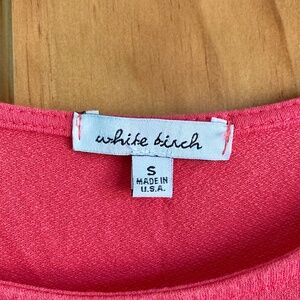 white birch
S
MADE IN
U.S.A.